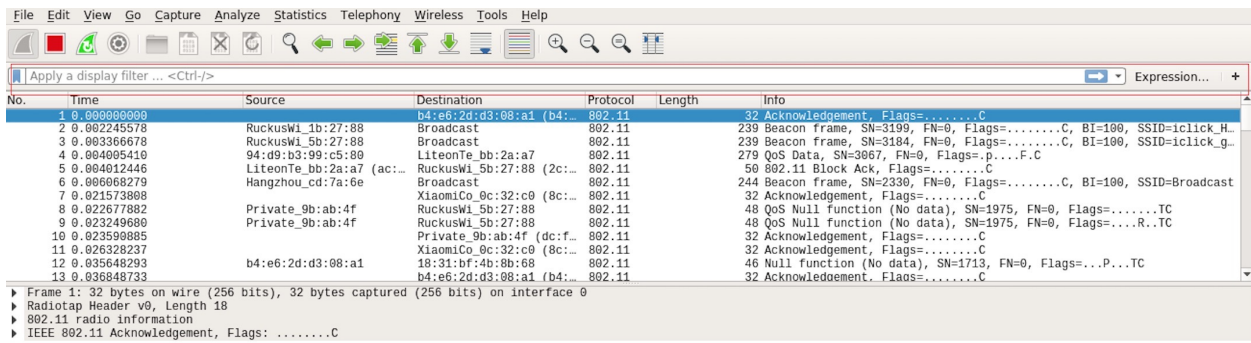 File Edit View Go Capture Analyze Statistics Telephony Wireless Tools Help
Apply a display filter ... <Ctrl-/> Expression... +
No. Time Source Destination Protocol Length Info
1 0.000000000 b4:e6:2d:d3:08:a1 (b4:… 802.11 32 Acknowledgement, Flags=........C
2 0.002245578 RuckusWi_1b:27:88 Broadcast 802.11 239 Beacon frame, SN=3199, FN=0, Flags=........C, BI=100, SSID=iclick_H…
3 0.003366678 RuckusWi_5b:27:88 Broadcast 802.11 239 Beacon frame, SN=3184, FN=0, Flags=........C, BI=100, SSID=iclick_g…
4 0.004005410 94:d9:b3:99:c5:80 LiteonTe_bb:2a:a7 802.11 279 QoS Data, SN=3067, FN=0, Flags=.p....F.C
5 0.004012446 LiteonTe_bb:2a:a7 (ac:… RuckusWi_5b:27:88 (2c:… 802.11 50 802.11 Block Ack, Flags=........C
6 0.006068279 Hangzhou_cd:7a:6e Broadcast 802.11 244 Beacon frame, SN=2330, FN=0, Flags=........C, BI=100, SSID=Broadcast
7 0.021573808 XiaomiCo_0c:32:c0 (8c:… 802.11 32 Acknowledgement, Flags=........C
8 0.022677882 Private_9b:ab:4f RuckusWi_5b:27:88 802.11 48 QoS Null function (No data), SN=1975, FN=0, Flags=.......TC
9 0.023249680 Private_9b:ab:4f RuckusWi_5b:27:88 802.11 48 QoS Null function (No data), SN=1975, FN=0, Flags=....R..TC
10 0.023590885 Private_9b:ab:4f (dc:f… 802.11 32 Acknowledgement, Flags=........C
11 0.026328237 XiaomiCo_0c:32:c0 (8c:… 802.11 32 Acknowledgement, Flags=........C
12 0.035648293 b4:e6:2d:d3:08:a1 18:31:bf:4b:8b:68 802.11 46 Null function (No data), SN=1713, FN=0, Flags=...P...TC
13 0.036848733 b4:e6:2d:d3:08:a1 (b4:… 802.11 32 Acknowledgement, Flags=........C
Frame 1: 32 bytes on wire (256 bits), 32 bytes captured (256 bits) on interface 0
Radiotap Header v0, Length 18
802.11 radio information
IEEE 802.11 Acknowledgement, Flags: ........C